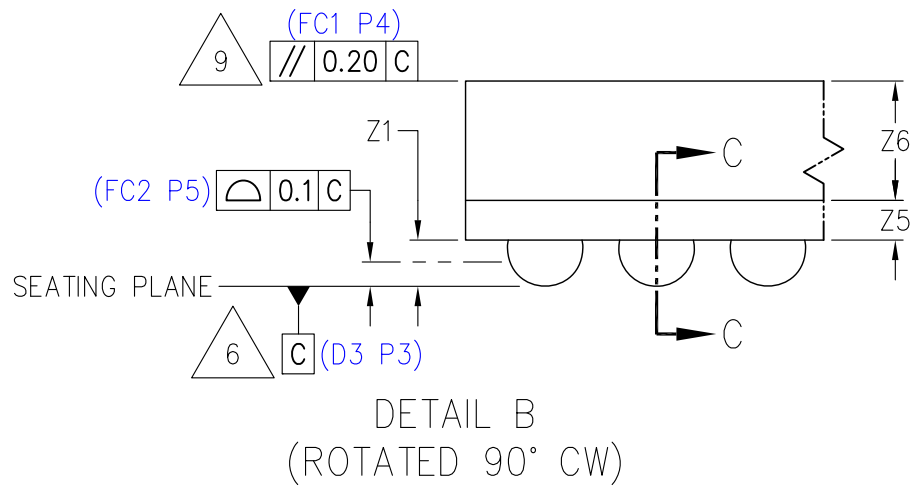 (FC1 P4)
9
// 0.20 C
Z1
C
Z6
(FC2 P5) ⌓ 0.1 C
Z5
SEATING PLANE
6
C (D3 P3)
C
DETAIL B
(ROTATED 90° CW)